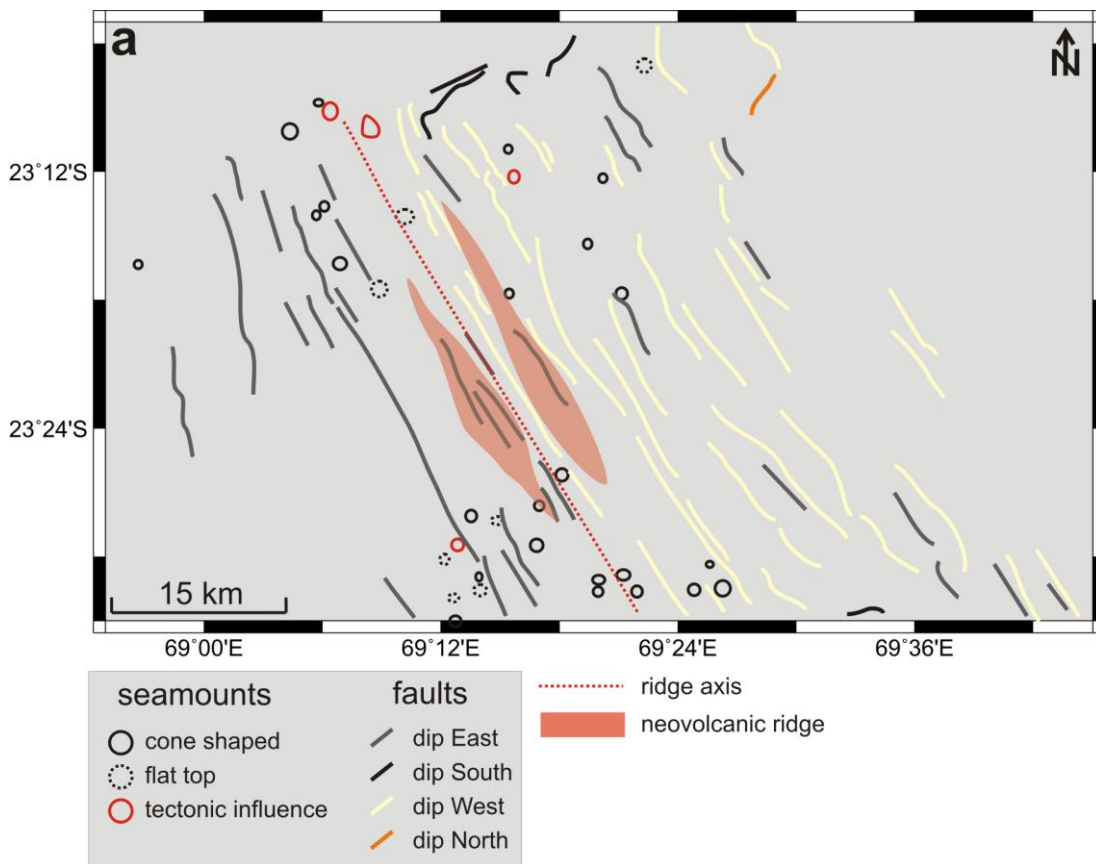 a
N
23°12'S
23°24'S
15 km
69°00'E
69°12'E
69°24'E
69°36'E
seamounts
cone shaped
flat top
tectonic influence
faults
dip East
dip South
dip West
dip North
ridge axis
neovolcanic ridge